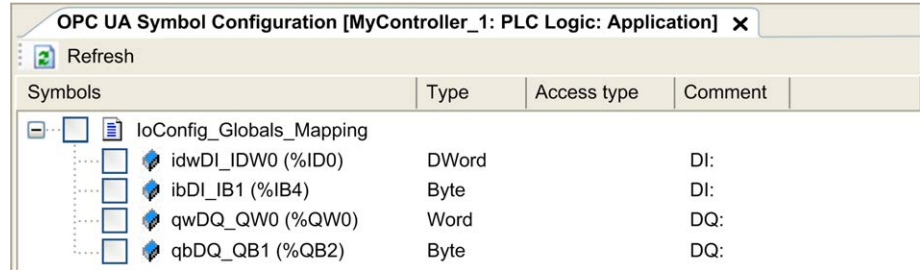 OPC UA Symbol Configuration [MyController_1: PLC Logic: Application]
Refresh
Symbols Type Access type Comment
IoConfig_Globals_Mapping
idwDI_IDW0 (%ID0) DWord DI:
ibDI_IB1 (%IB4) Byte DI:
qwDQ_QW0 (%QW0) Word DQ:
qbDQ_QB1 (%QB2) Byte DQ: